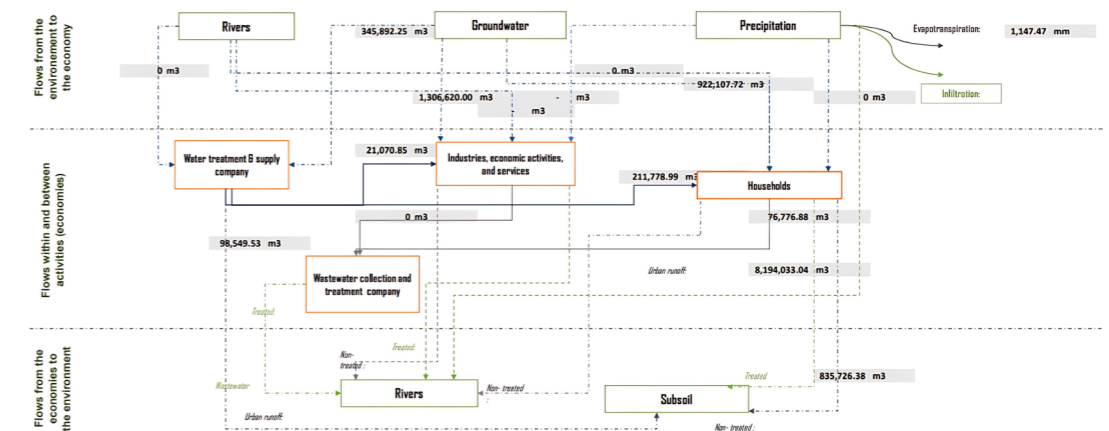 Flows from the
environement to
the economy
Rivers
Groundwater
Precipitation
Evapotranspiration:
1,147.47 mm
Infiltration:
345,892.25 m3
0 m3
0 m3
922,107.72 m3
1,306,620.00 m3
- m3
- m3
0 m3
Flows within and between
activities (economies)
Water treatment & supply
company
21,070.85 m3
Industries, economic activities,
and services
211,778.99 m3
Households
0 m3
76,776.88 m3
98,549.53 m3
Wastewater collection and
treatment company
Urban runoff:
8,194,033.04 m3
Flows from the
economies to
the environment
Treated:
Non-
treated :
Treated:
Wastewater
Rivers
Non- treated
:
Treated
835,726.38 m3
Subsoil
Urban runoff:
Non- treated :